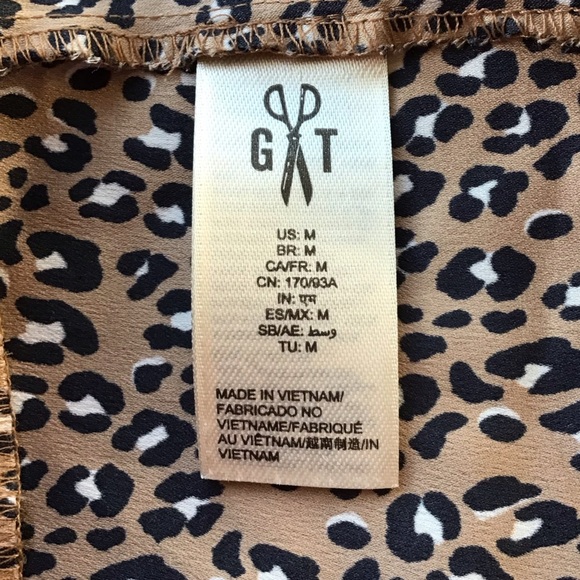 G T
US: M
BR: M
CA/FR: M
CN: 170/93A
IN: एम
ES/MX: M
SB/AE: وسط
TU: M
MADE IN VIETNAM/
FABRICADO NO
VIETNAME/FABRIQUÉ
AU VIÊTNAM/越南制造/IN
VIETNAM